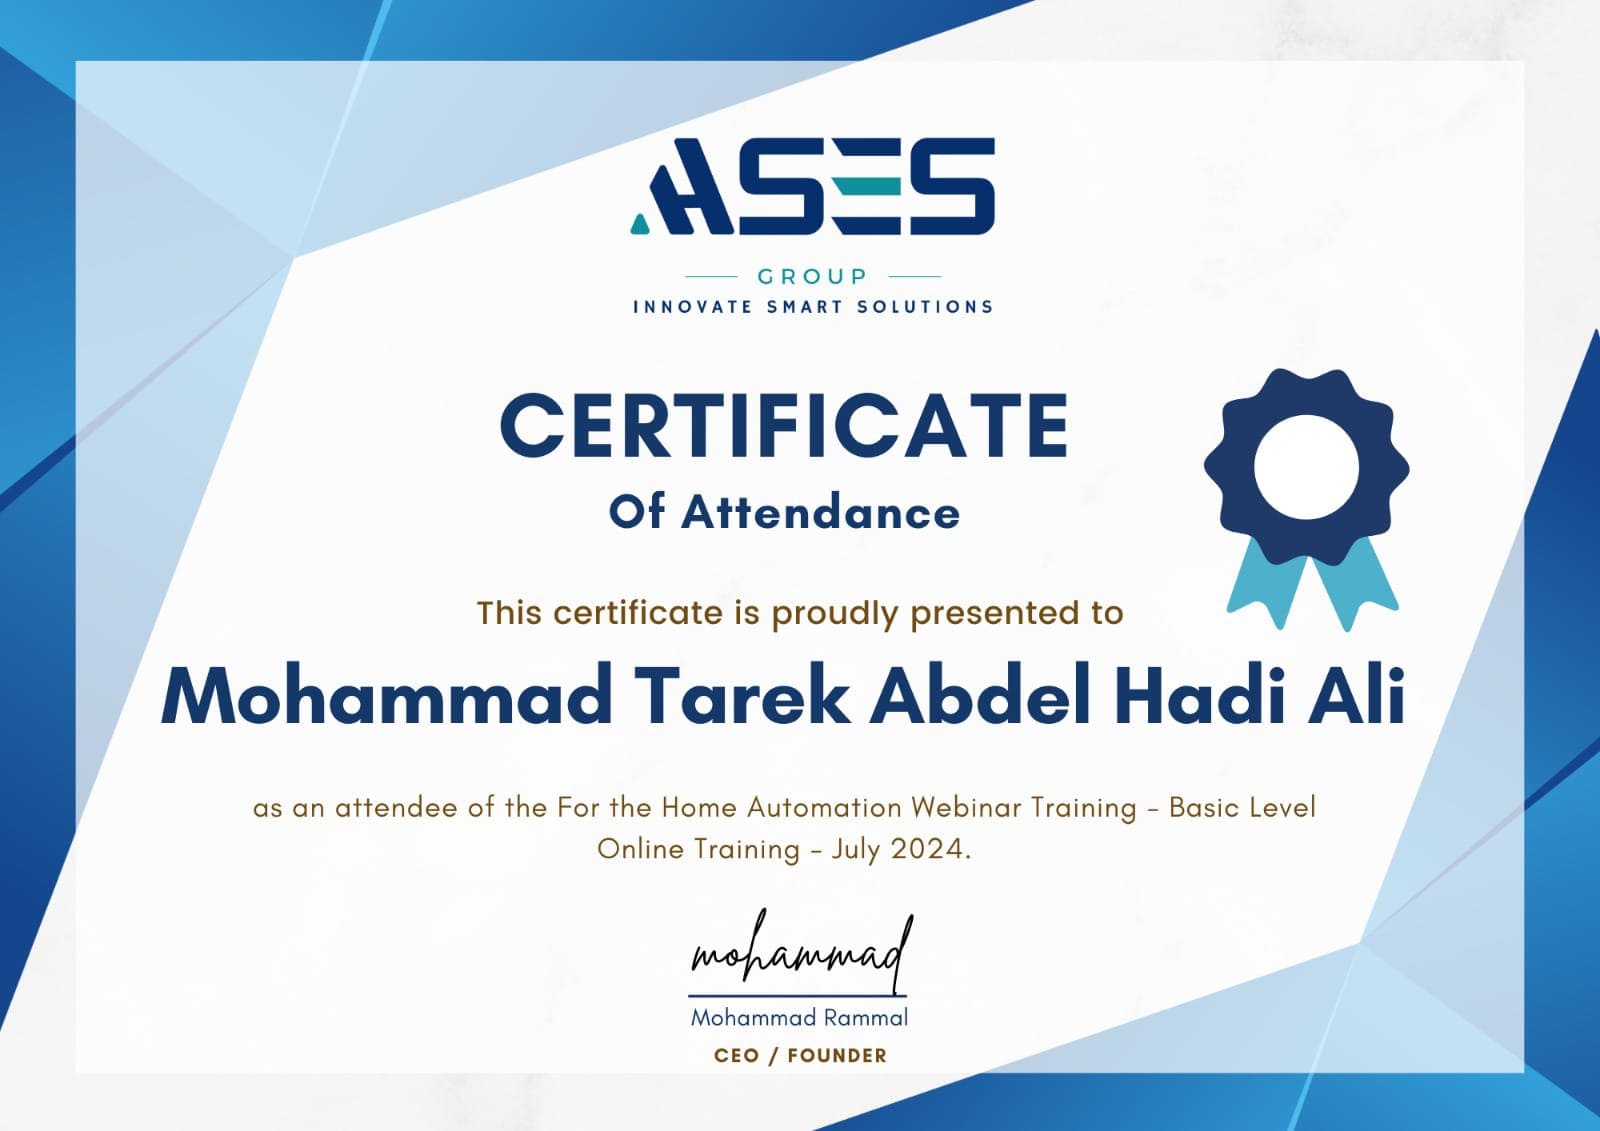 ASES
GROUP
INNOVATE SMART SOLUTIONS
CERTIFICATE
Of Attendance
This certificate is proudly presented to
Mohammad Tarek Abdel Hadi Ali
as an attendee of the For the Home Automation Webinar Training - Basic Level
Online Training - July 2024.
mohammad
Mohammad Rammal
CEO / FOUNDER